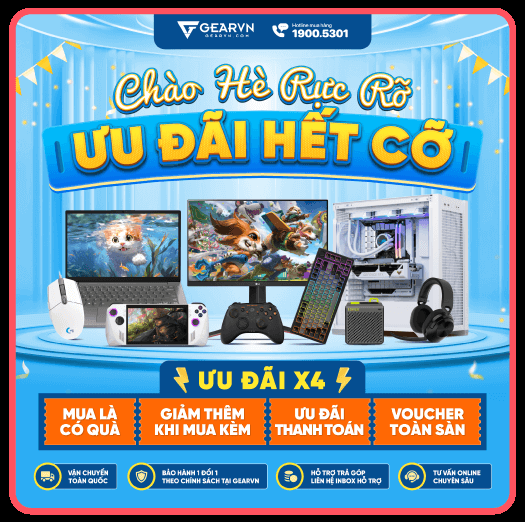 GEARVN
GEARVN.COM
Hotline mua hàng
1900.5301
Chào Hè Rực Rỡ
ƯU ĐÃI HẾT CỠ
LG
G
ƯU ĐÃI X4
MUA LÀ
CÓ QUÀ
GIẢM THÊM
KHI MUA KÈM
ƯU ĐÃI
THANH TOÁN
VOUCHER
TOÀN SÀN
VẬN CHUYỂN
TOÀN QUỐC
BẢO HÀNH 1 ĐỔI 1
THEO CHÍNH SÁCH TẠI GEARVN
HỖ TRỢ TRẢ GÓP
LIÊN HỆ INBOX HỖ TRỢ
TƯ VẤN ONLINE
CHUYÊN SÂU